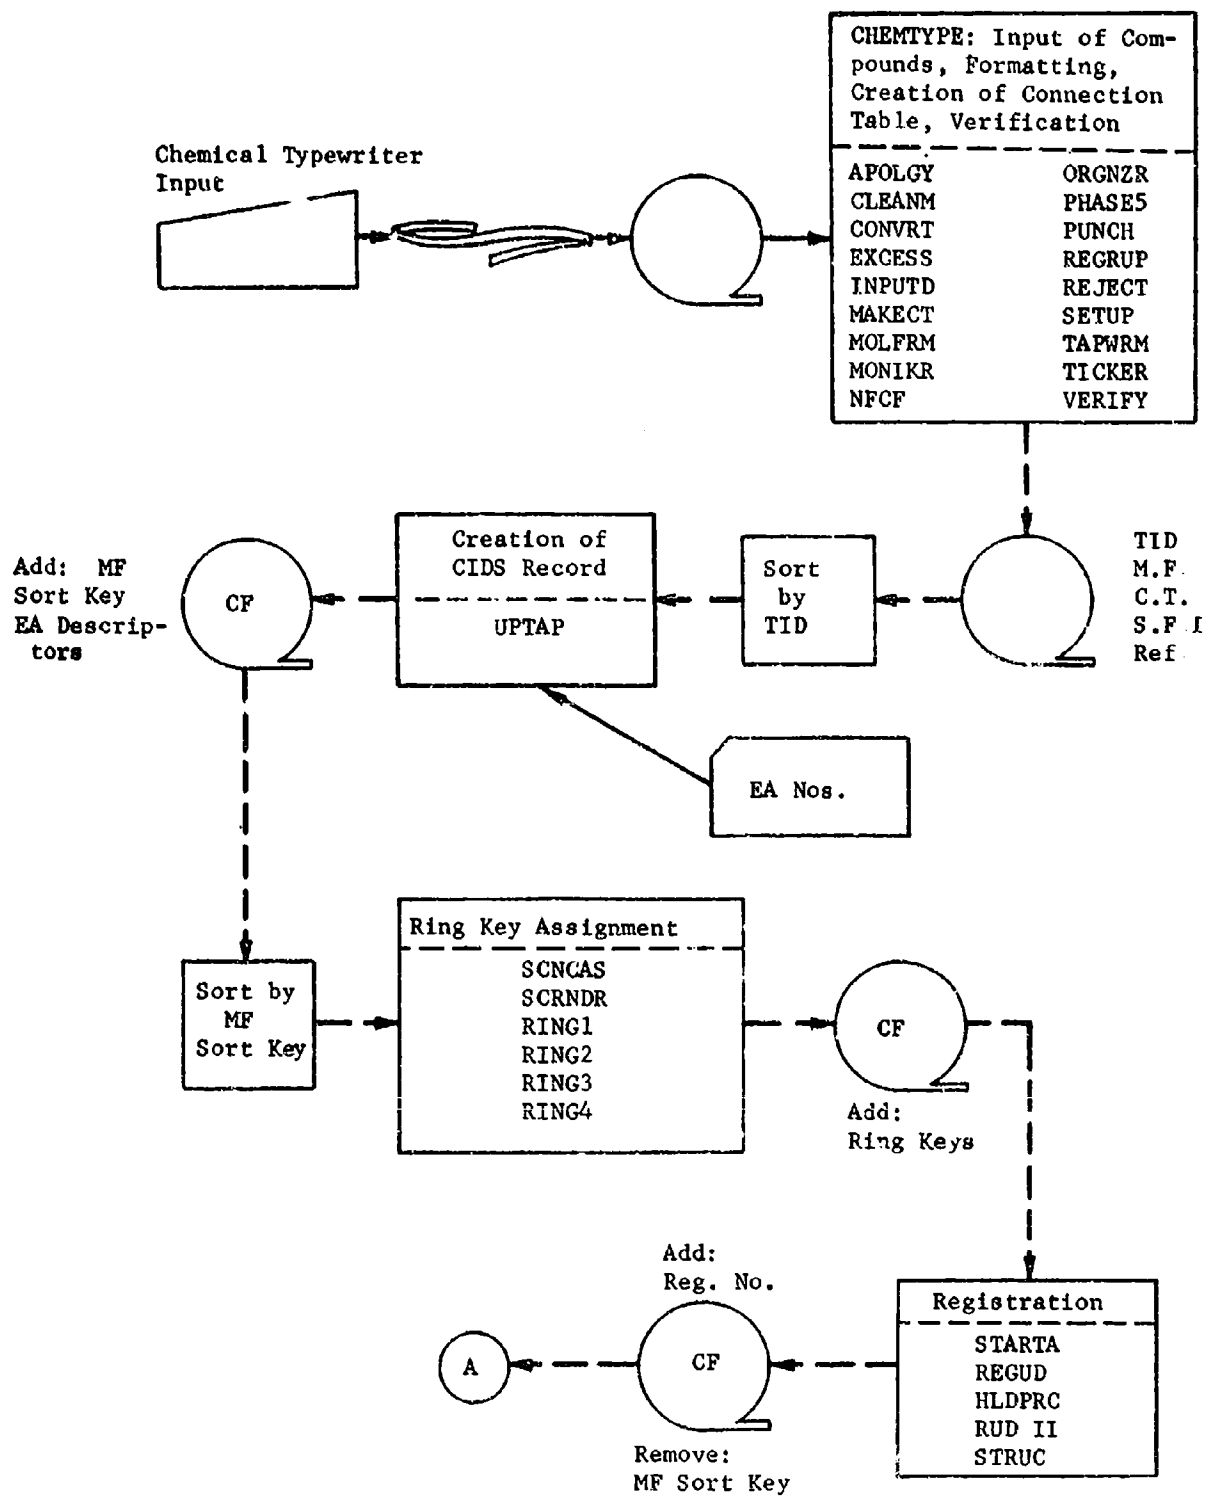 CHEMTYPE: Input of Com-
pounds, Formatting,
Creation of Connection
Table, Verification
Chemical Typewriter
Input
APOLGY
CLEANM
CONVRT
EXCESS
INPUTD
MAKECT
MOLFRM
MONIKR
NFCF
ORGNZR
PHASE5
PUNCH
REGRUP
REJECT
SETUP
TAPWRM
TICKER
VERIFY
TID
M.F.
C.T.
S.F I
Ref
Sort
by
TID
Creation of
CIDS Record
UPTAP
CF
Add: MF
Sort Key
EA Descrip-
tors
EA Nos.
Sort by
MF
Sort Key
Ring Key Assignment
SCNCAS
SCRNDR
RING1
RING2
RING3
RING4
CF
Add:
Ring Keys
Registration
STARTA
REGUD
HLDPRC
RUD II
STRUC
Add:
Reg. No.
CF
Remove:
MF Sort Key
A